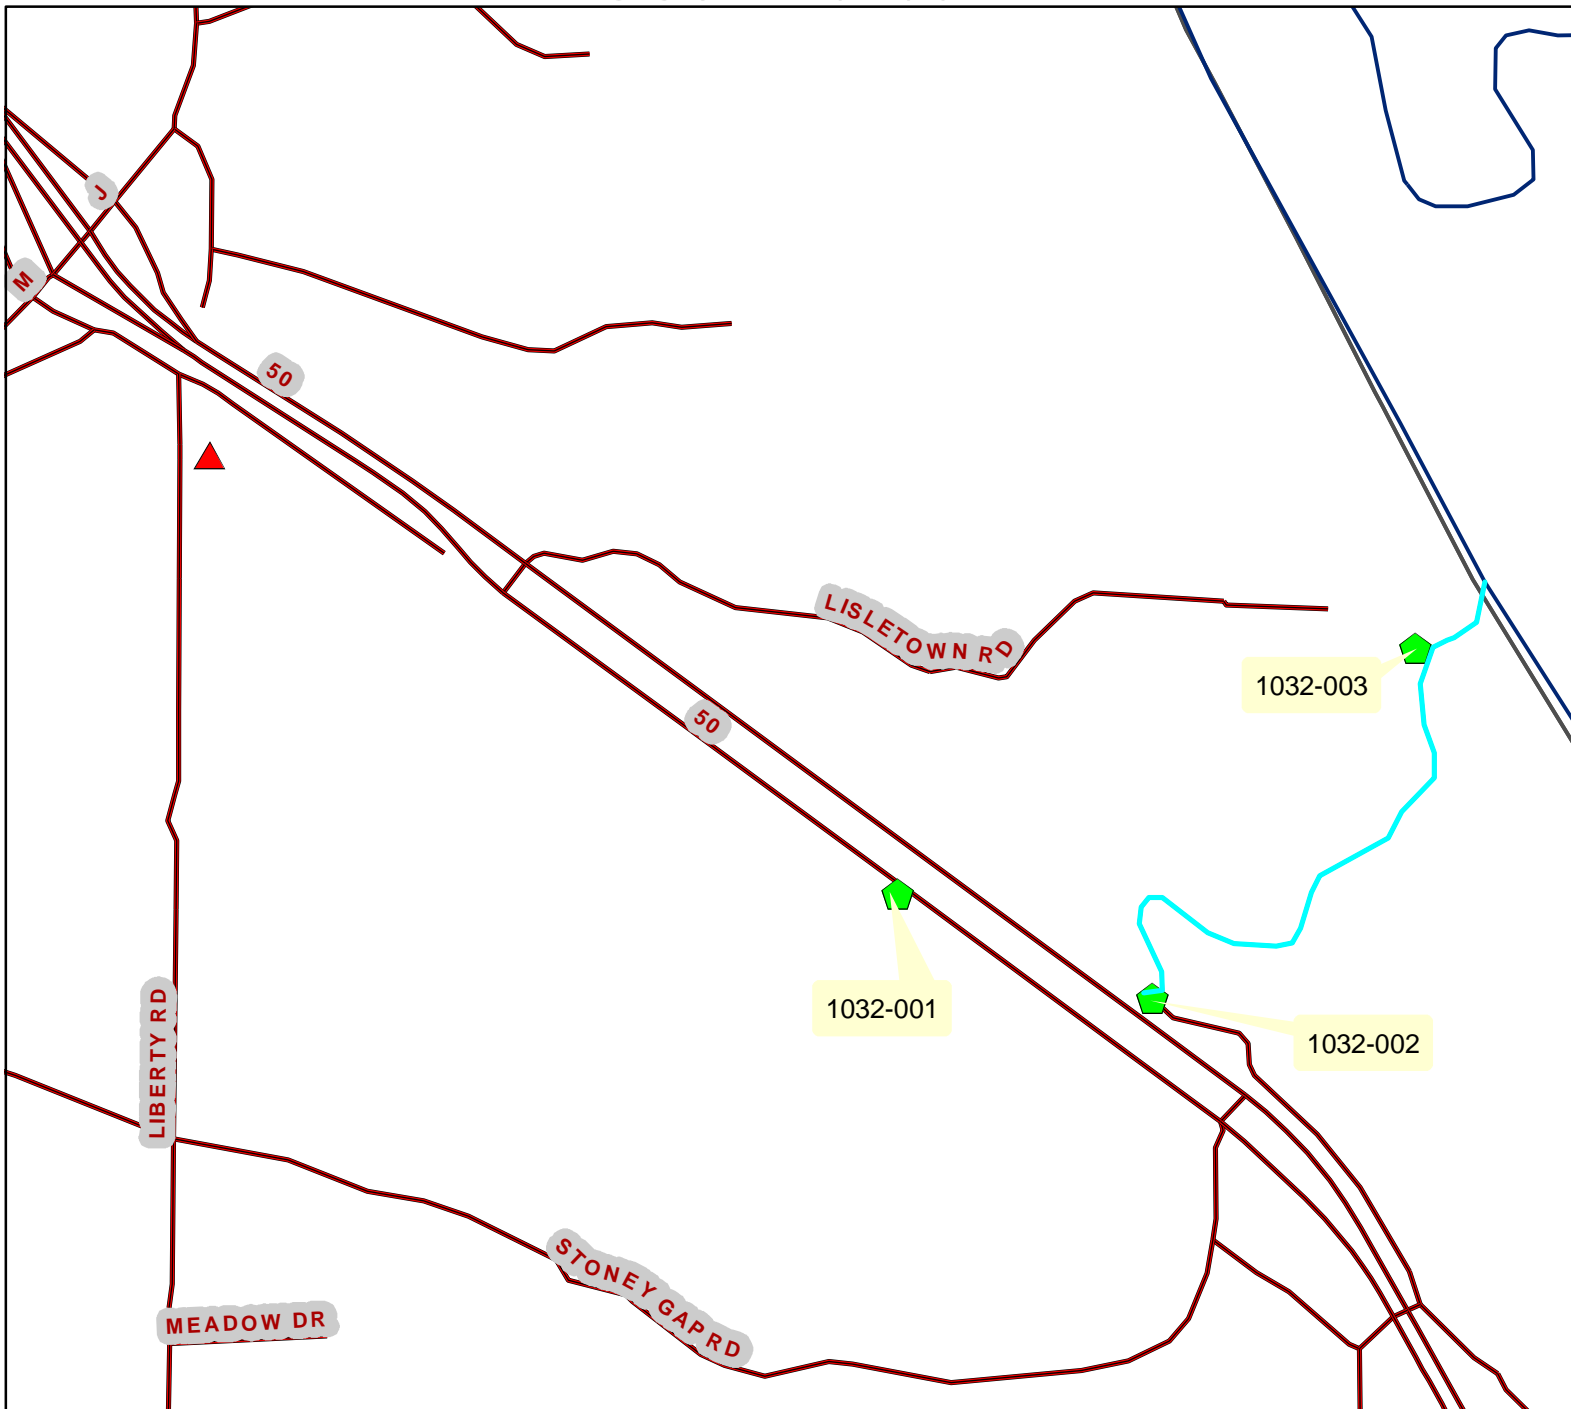 J
M
50
LISLETOWN RD
1032-003
50
1032-001
1032-002
LIBERTY RD
STONEY GAP RD
MEADOW DR